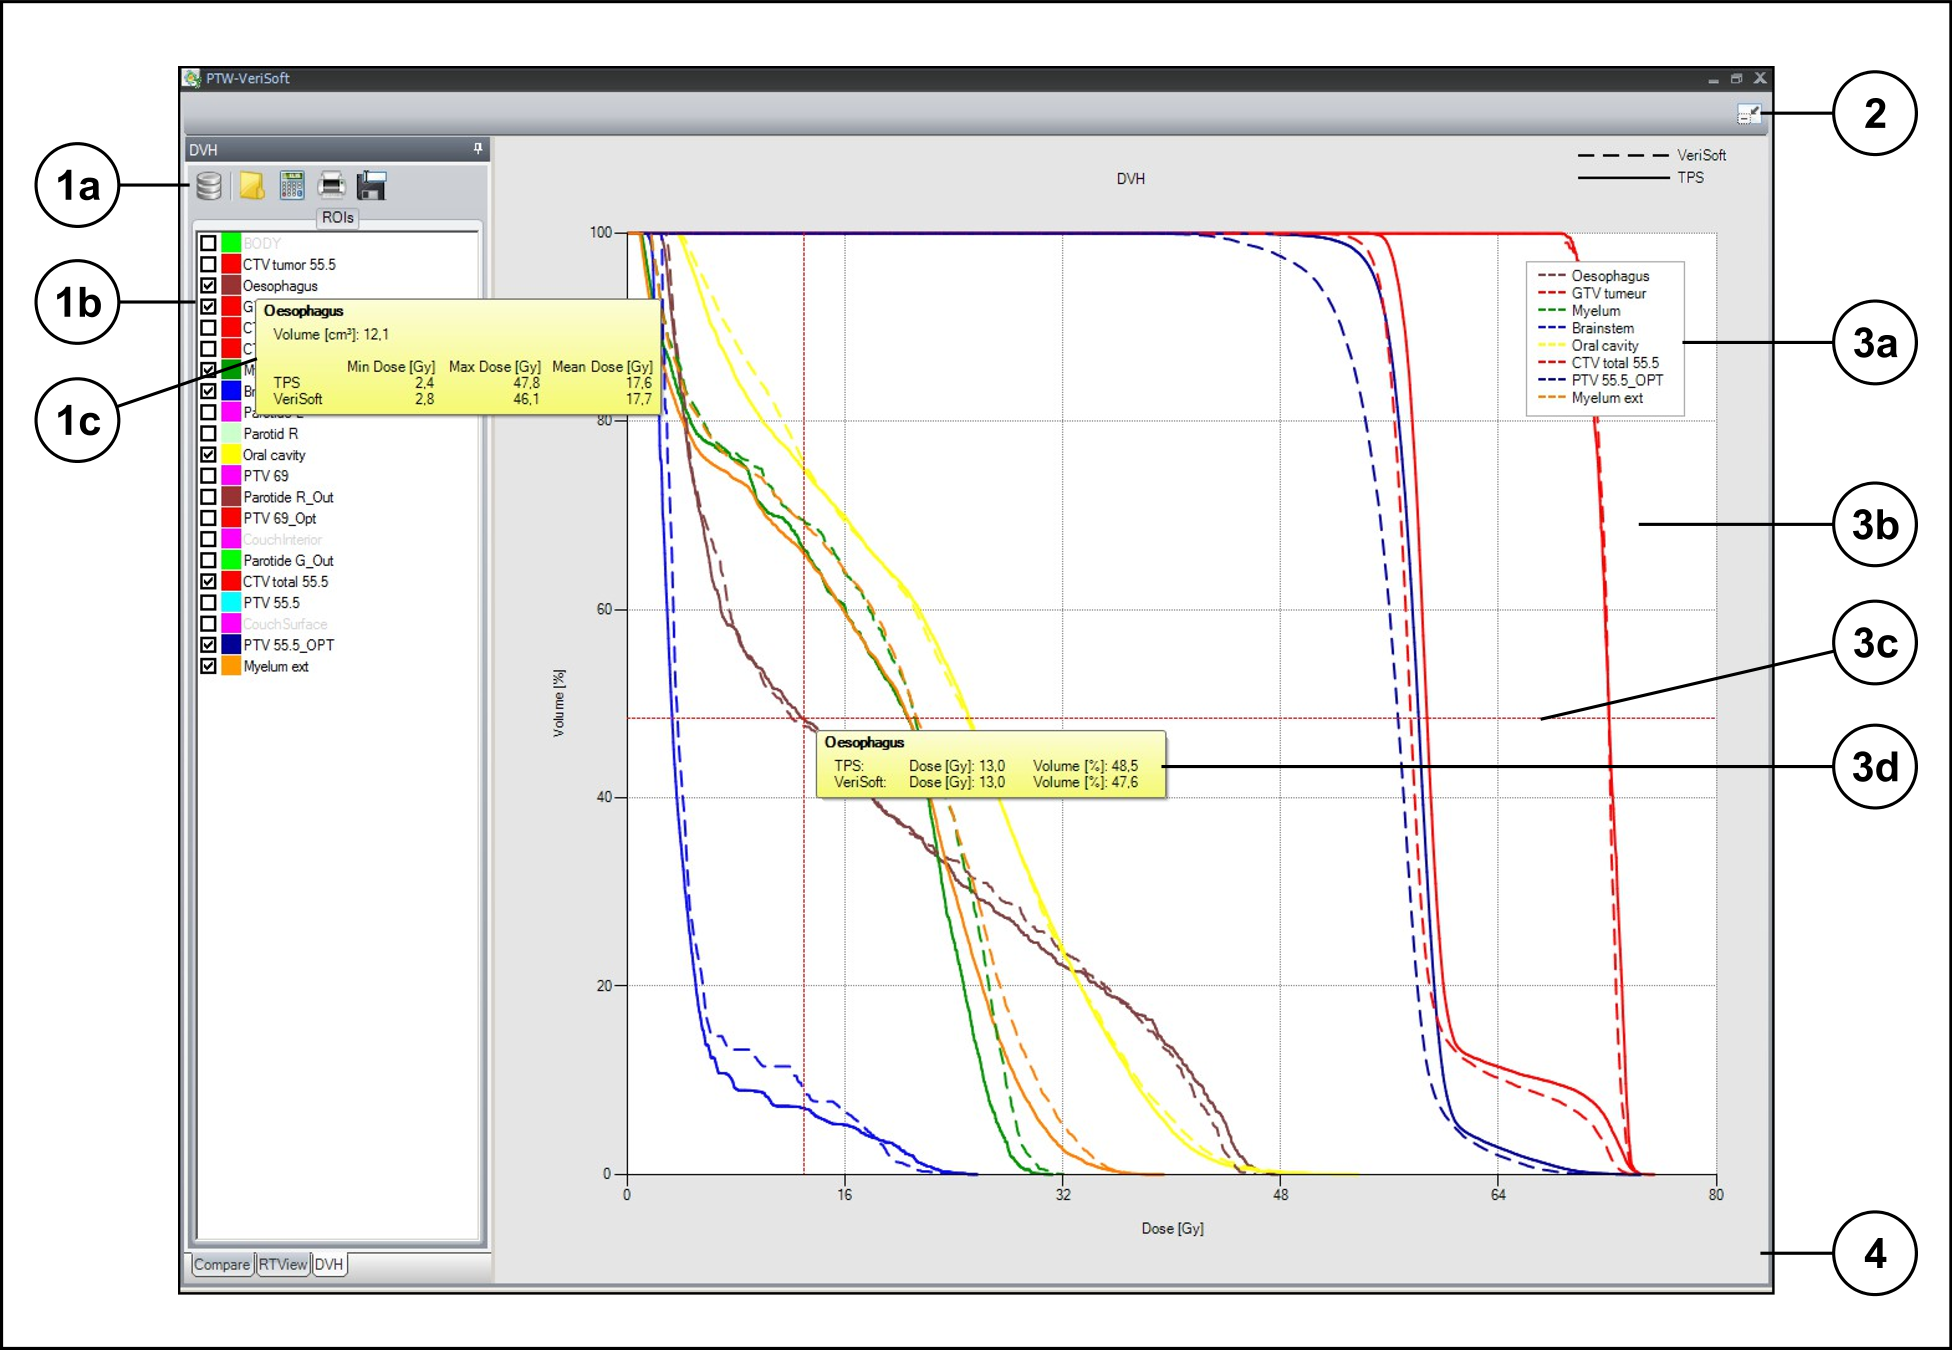 PTW-VeriSoft
2
DVH
1a
ROIs
BODY
CTV tumor 55.5
Oesophagus
Parotid R
Oral cavity
PTV 69
Parotide R_Out
PTV 69_Opt
CouchInterior
Parotide G_Out
CTV total 55.5
PTV 55.5
CouchSurface
PTV 55.5_OPT
Myelum ext
1b
1c
Oesophagus
Volume [cm³]: 12,1
Min Dose [Gy] Max Dose [Gy] Mean Dose [Gy]
TPS 2,4 47,8 17,6
VeriSoft 2,8 46,1 17,7
Compare RTView DVH
DVH
VeriSoft
TPS
Oesophagus
GTV tumeur
Myelum
Brainstem
Oral cavity
CTV total 55.5
PTV 55.5_OPT
Myelum ext
3a
3b
3c
3d
Oesophagus
TPS: Dose [Gy]: 13,0 Volume [%]: 48,5
VeriSoft: Dose [Gy]: 13,0 Volume [%]: 47,6
100
80
60
40
20
0
Volume [%]
0 16 32 48 64 80
Dose [Gy]
4